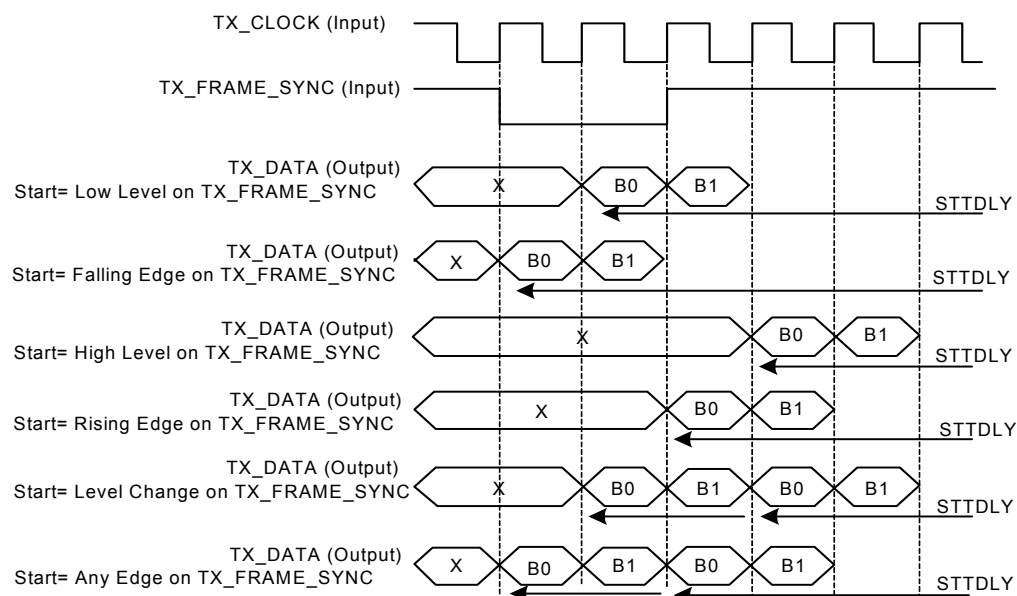 TX_CLOCK (Input)
TX_FRAME_SYNC (Input)
TX_DATA (Output)
Start= Low Level on TX_FRAME_SYNC
X B0 B1
STTDLY
TX_DATA (Output)
Start= Falling Edge on TX_FRAME_SYNC
X B0 B1
STTDLY
TX_DATA (Output)
Start= High Level on TX_FRAME_SYNC
X B0 B1
STTDLY
TX_DATA (Output)
Start= Rising Edge on TX_FRAME_SYNC
X B0 B1
STTDLY
TX_DATA (Output)
Start= Level Change on TX_FRAME_SYNC
X B0 B1 B0 B1
STTDLY
TX_DATA (Output)
Start= Any Edge on TX_FRAME_SYNC
X B0 B1 B0 B1
STTDLY